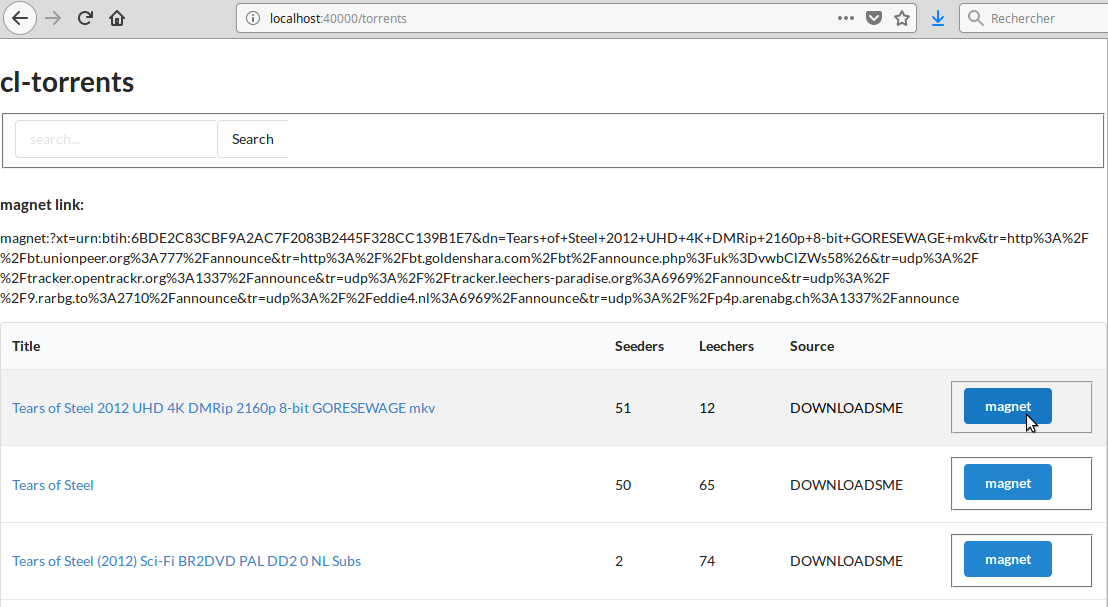 localhost:40000/torrents
Rechercher
cl-torrents
search...
Search
magnet link:
magnet:?xt=urn:btih:6BDE2C83CBF9A2AC7F2083B2445F328CC139B1E7&dn=Tears+of+Steel+2012+UHD+4K+DMRip+2160p+8-bit+GORESEWAGE+mkv&tr=http%3A%2F
%2Fbt.unionpeer.org%3A777%2Fannounce&tr=http%3A%2F%2Fbt.goldenshara.com%2Fbt%2Fannounce.php%3Fuk%3DvwbCIZWs58%26&tr=udp%3A%2F
%2Ftracker.opentrackr.org%3A1337%2Fannounce&tr=udp%3A%2F%2Ftracker.leechers-paradise.org%3A6969%2Fannounce&tr=udp%3A%2F
%2F9.rarbg.to%3A2710%2Fannounce&tr=udp%3A%2F%2Feddie4.nl%3A6969%2Fannounce&tr=udp%3A%2F%2Fp4p.arenabg.ch%3A1337%2Fannounce
Title Seeders Leechers Source
Tears of Steel 2012 UHD 4K DMRip 2160p 8-bit GORESEWAGE mkv 51 12 DOWNLOADSME magnet
Tears of Steel 50 65 DOWNLOADSME magnet
Tears of Steel (2012) Sci-Fi BR2DVD PAL DD2 0 NL Subs 2 74 DOWNLOADSME magnet